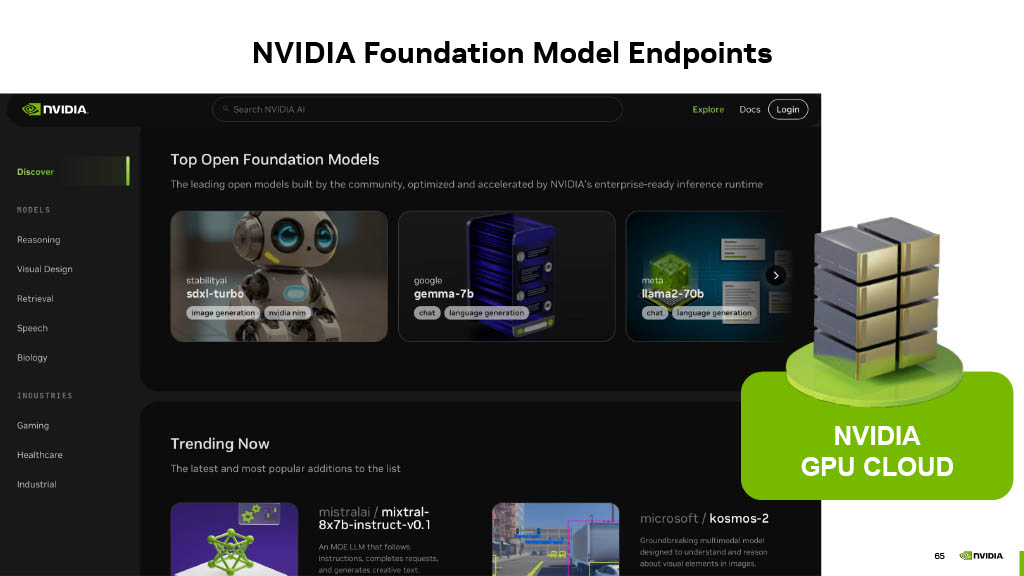 NVIDIA Foundation Model Endpoints
NVIDIA.
Search NVIDIA AI
Explore
Docs
Login
Discover
MODELS
Reasoning
Visual Design
Retrieval
Speech
Biology
INDUSTRIES
Gaming
Healthcare
Industrial
Top Open Foundation Models
The leading open models built by the community, optimized and accelerated by NVIDIA's enterprise-ready inference runtime
stabilityai
sdxl-turbo
image generation
nvidia nim
google
gemma-7b
chat
language generation
meta
llama2-70b
chat
language generation
Trending Now
The latest and most popular additions to the list
mistralai / mixtral-
8x7b-instruct-v0.1
An MOE LLM that follows
instructions, completes requests,
and generates creative text.
microsoft / kosmos-2
Groundbreaking multimodal model
designed to understand and reason
about visual elements in images.
NVIDIA
GPU CLOUD
65
NVIDIA.